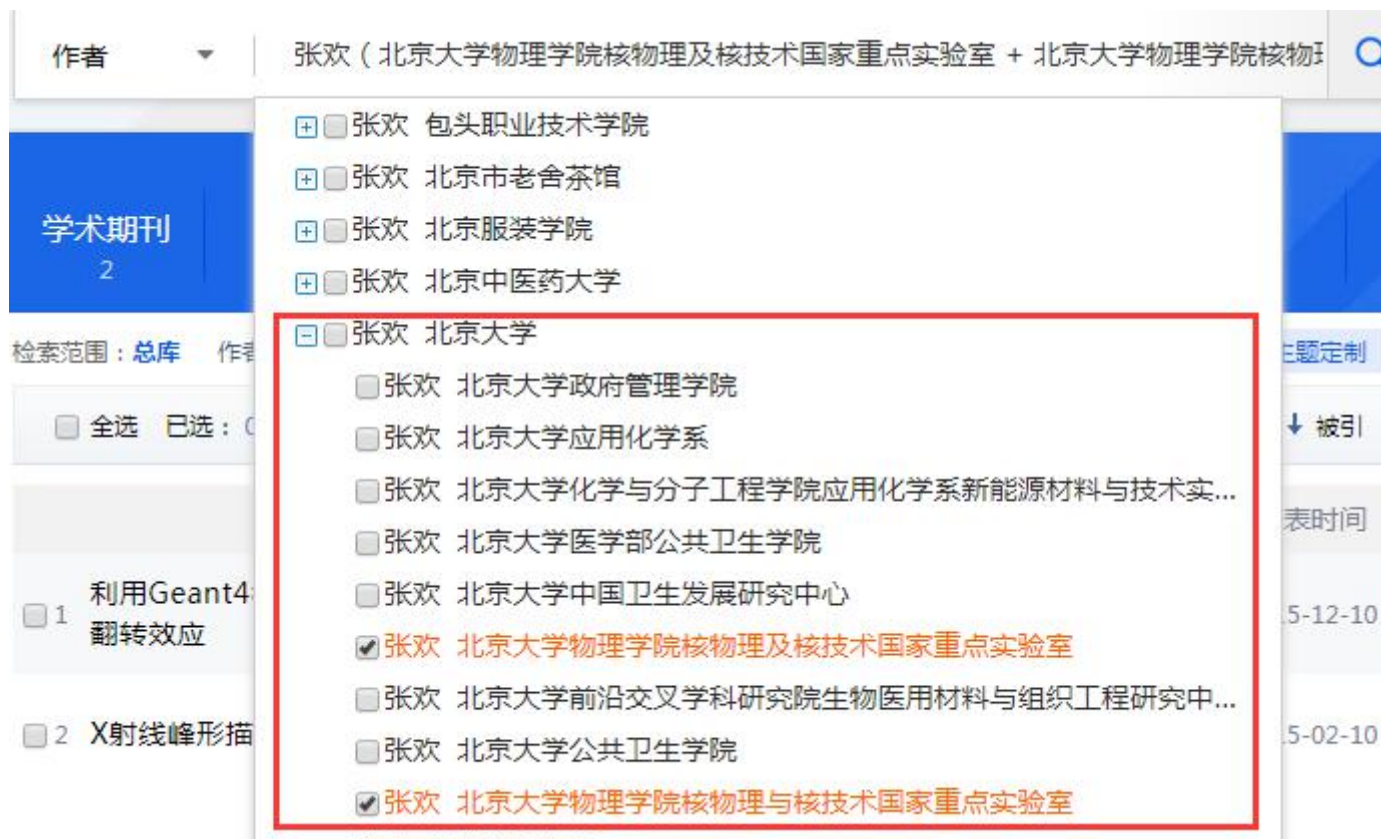 作者
张欢 ( 北京大学物理学院核物理及核技术国家重点实验室 + 北京大学物理学院核物
张欢 包头职业技术学院
张欢 北京市老舍茶馆
学术期刊
2
张欢 北京服装学院
张欢 北京中医药大学
张欢 北京大学
检索范围：总库 作者
主题定制
张欢 北京大学政府管理学院
全选 已选：0
被引
张欢 北京大学应用化学系
张欢 北京大学化学与分子工程学院应用化学系新能源材料与技术实...
表时间
张欢 北京大学医学部公共卫生学院
张欢 北京大学中国卫生发展研究中心
1 利用Geant4
翻转效应
5-12-10
张欢 北京大学物理学院核物理及核技术国家重点实验室
张欢 北京大学前沿交叉学科研究院生物医用材料与组织工程研究中...
2 X射线峰形描
5-02-10
张欢 北京大学公共卫生学院
张欢 北京大学物理学院核物理与核技术国家重点实验室